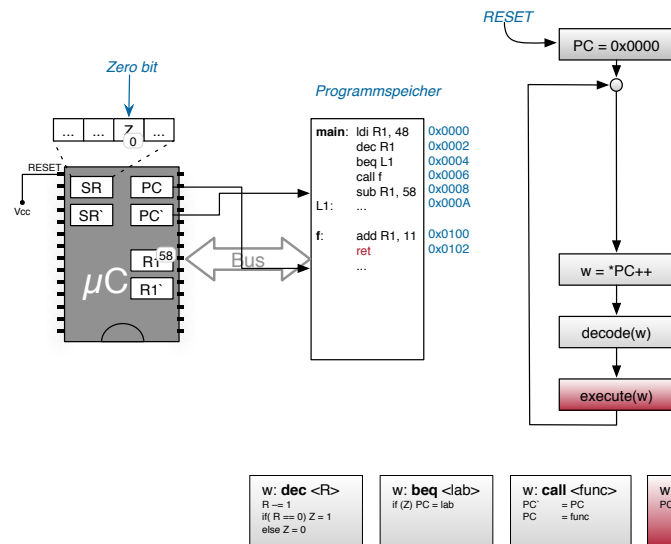 RESET
PC = 0x0000
Zero bit
Programmspeicher
... ... Z ...
0
main: ldi R1, 48 0x0000
dec R1 0x0002
beq L1 0x0004
call f 0x0006
sub R1, 58 0x0008
L1: ... 0x000A
f: add R1, 11 0x0100
ret 0x0102
...
RESET
Vcc
SR PC
SR` PC`
R1 58
R1`
µC
Bus
w = *PC++
decode(w)
execute(w)
w: dec <R>
R –= 1
if( R == 0) Z = 1
else Z = 0
w: beq <lab>
if (Z) PC = lab
w: call <func>
PC` = PC
PC = func
w
PC